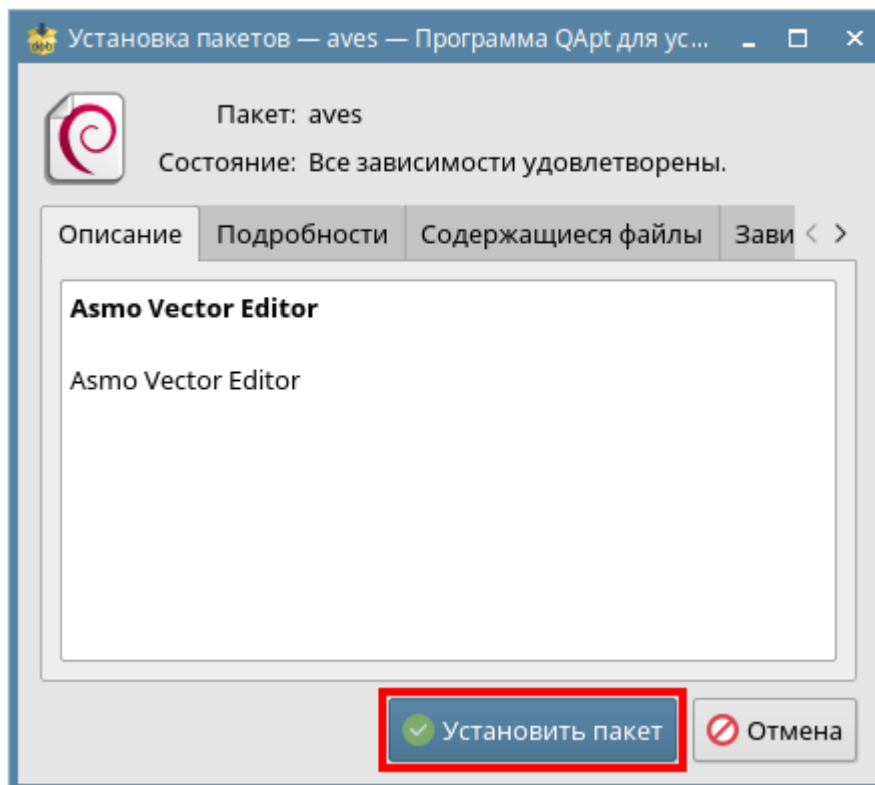 Установка пакетов — aves — Программа QApt для ус...
deb
Пакет: aves
Состояние: Все зависимости удовлетворены.
Описание Подробности Содержащиеся файлы Зави
Asmo Vector Editor
Asmo Vector Editor
Установить пакет Отмена